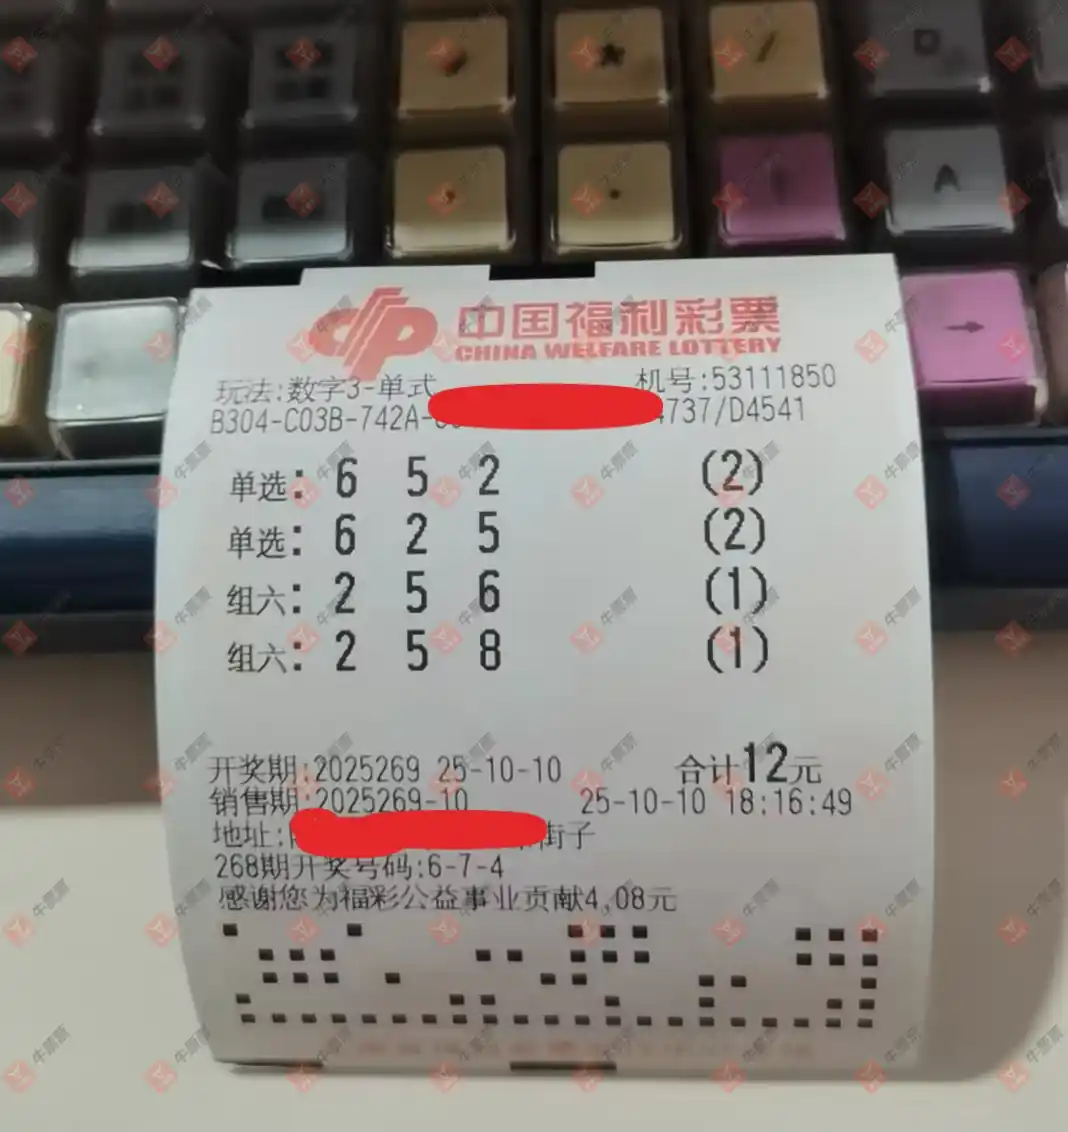 中国福利彩票
CHINA WELFARE LOTTERY
玩法:数字3-单式 机号:53111850
B304-C03B-742A- 4737/D4541
单选: 6 5 2 (2)
单选: 6 2 5 (2)
组六: 2 5 6 (1)
组六: 2 5 8 (1)
开奖期:2025269 25-10-10 合计12元
销售期:2025269-10 25-10-10 18:16:49
地址: 街子
268期开奖号码:6-7-4
感谢您为福彩公益事业贡献4.08元